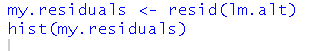 my.residuals <- resid(lm.alt)
hist(my.residuals)